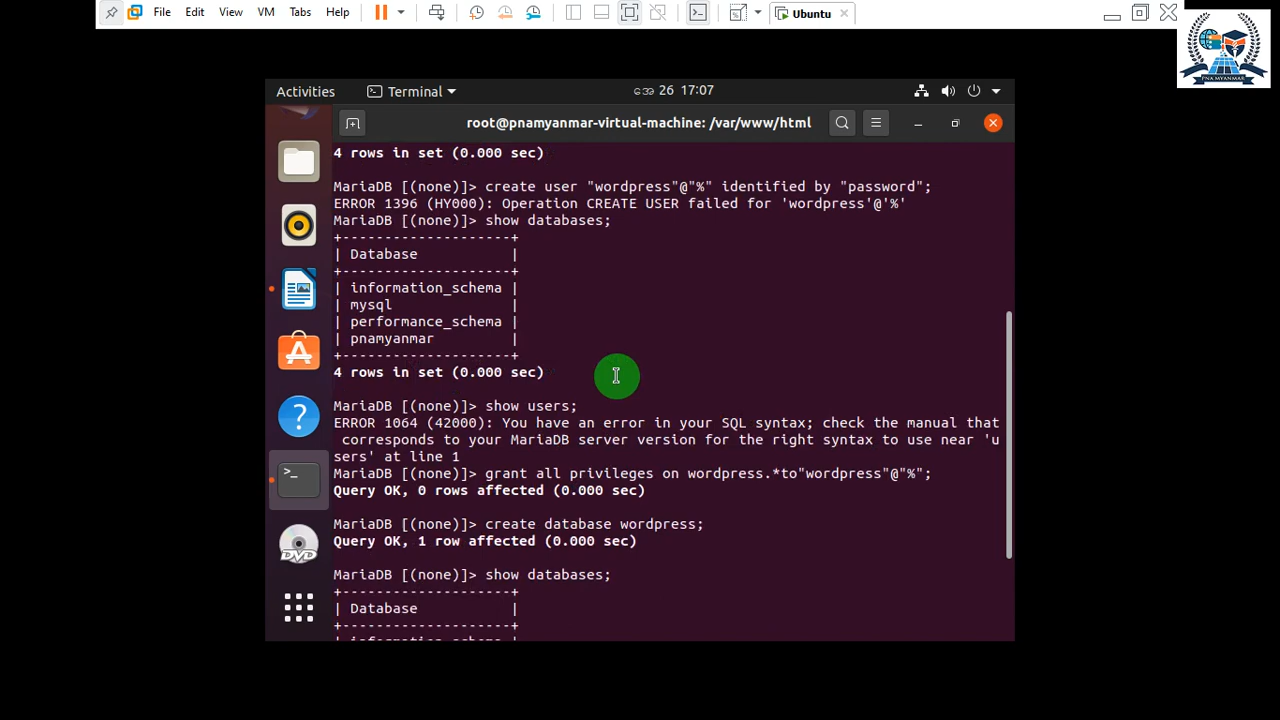 File Edit View VM Tabs Help Ubuntu
PNA MYANMAR
Activities Terminal အော 26 17:07
root@pnamyanmar-virtual-machine: /var/www/html
4 rows in set (0.000 sec)
MariaDB [(none)]> create user "wordpress"@"%" identified by "password";
ERROR 1396 (HY000): Operation CREATE USER failed for 'wordpress'@'%'
MariaDB [(none)]> show databases;
+--------------------+
| Database           |
+--------------------+
| information_schema |
| mysql              |
| performance_schema |
| pnamyanmar         |
+--------------------+
4 rows in set (0.000 sec)
MariaDB [(none)]> show users;
ERROR 1064 (42000): You have an error in your SQL syntax; check the manual that
 corresponds to your MariaDB server version for the right syntax to use near 'u
sers' at line 1
MariaDB [(none)]> grant all privileges on wordpress.*to"wordpress"@"%";
Query OK, 0 rows affected (0.000 sec)
MariaDB [(none)]> create database wordpress;
Query OK, 1 row affected (0.000 sec)
MariaDB [(none)]> show databases;
+--------------------+
| Database           |
+--------------------+
| information_schema |